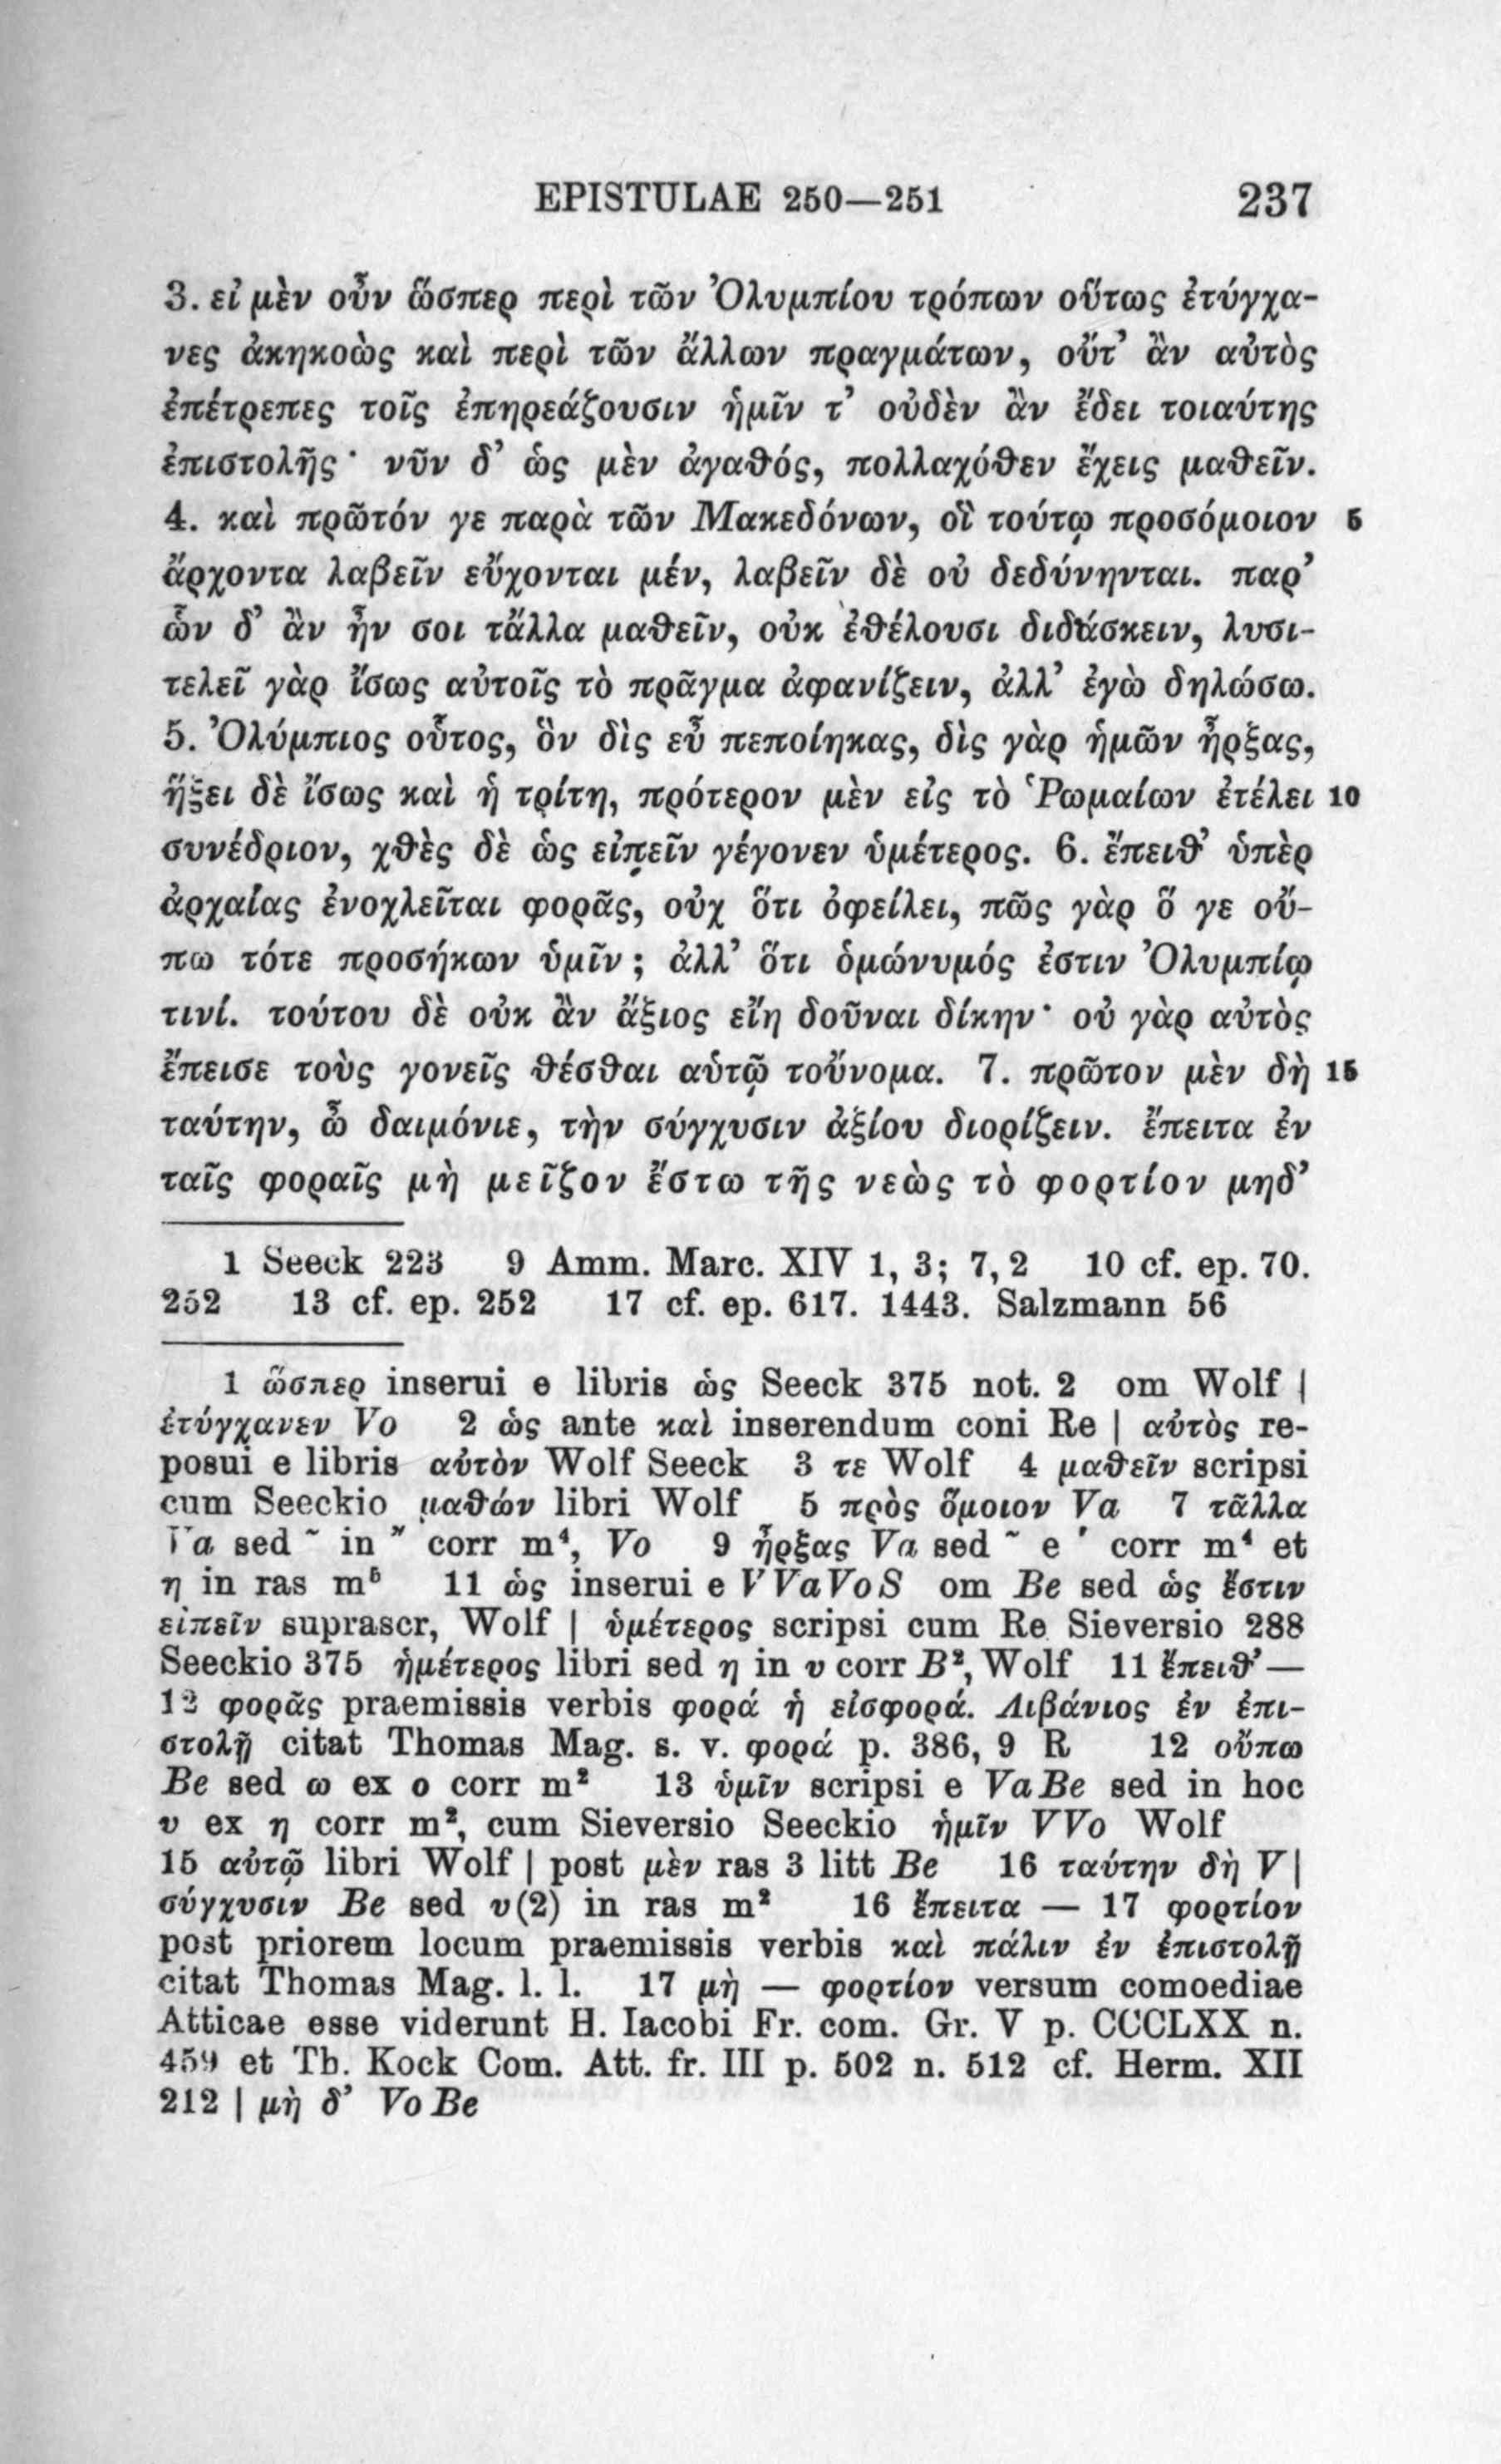 EPISTULAE 250—251 237
3. εἰ μὲν οὖν ὥσπερ περὶ τῶν Ὀλυμπίου τρόπων οὕτως ἐτύγχα-
νες ἀκηκοὼς καὶ περὶ τῶν ἄλλων πραγμάτων, οὔτ’ ἂν αὐτὸς
ἐπέτρεπες τοῖς ἐπηρεάζουσιν ἡμῖν τ’ οὐδὲν ἂν ἔδει τοιαύτης
ἐπιστολῆς· νῦν δ’ ὡς μὲν ἀγαθός, πολλαχόθεν ἔχεις μαθεῖν.
4. καὶ πρῶτόν γε παρὰ τῶν Μακεδόνων, οἳ τούτῳ προσόμοιον 5
ἄρχοντα λαβεῖν εὔχονται μέν, λαβεῖν δὲ οὐ δεδύνηνται. παρ’
ὧν δ’ ἂν ἦν σοι τἄλλα μαθεῖν, οὐκ ἐθέλουσι διδάσκειν, λυσι-
τελεῖ γὰρ ἴσως αὐτοῖς τὸ πρᾶγμα ἀφανίζειν, ἀλλ’ ἐγὼ δηλώσω.
5. Ὀλύμπιος οὗτος, ὃν δὶς εὖ πεποίηκας, δὶς γὰρ ἡμῶν ἦρξας,
ἥξει δὲ ἴσως καὶ ἡ τρίτη, πρότερον μὲν εἰς τὸ Ῥωμαίων ἐτέλει 10
συνέδριον, χθὲς δὲ ὡς εἰπεῖν γέγονεν ὑμέτερος. 6. ἔπειθ’ ὑπὲρ
ἀρχαίας ἐνοχλεῖται φορᾶς, οὐχ ὅτι ὀφείλει, πῶς γὰρ ὅ γε οὔ-
πω τότε προσήκων ὑμῖν; ἀλλ’ ὅτι ὁμώνυμός ἐστιν Ὀλυμπίῳ
τινί. τούτου δὲ οὐκ ἂν ἄξιος εἴη δοῦναι δίκην· οὐ γὰρ αὐτὸς
ἔπεισε τοὺς γονεῖς θέσθαι αὑτῷ τοὔνομα. 7. πρῶτον μὲν δὴ 15
ταύτην, ὦ δαιμόνιε, τὴν σύγχυσιν ἀξίου διορίζειν. ἔπειτα ἐν
ταῖς φοραῖς μὴ μεῖζον ἔστω τῆς νεὼς τὸ φορτίον μηδ’
1 Seeck 223 9 Amm. Marc. XIV 1, 3; 7, 2 10 cf. ep. 70.
252 13 cf. ep. 252 17 cf. ep. 617. 1443. Salzmann 56
1 ὥσπερ inserui e libris ὡς Seeck 375 not. 2 om Wolf |
ἐτύγχανεν Vo 2 ὡς ante καὶ inserendum coni Re | αὐτὸς re-
posui e libris αὐτὸν Wolf Seeck 3 τε Wolf 4 μαθεῖν scripsi
cum Seeckio μαθών libri Wolf 5 πρὸς ὅμοιον Va 7 τᾶλλα
Va sed ~ in ̓́ corr m⁴, Vo 9 ἦρξας Va sed ~ e ʹ corr m⁴ et
η in ras m⁵ 11 ὡς inserui e V Va Vo S om Be sed ὡς ἔστιν
εἰπεῖν suprascr, Wolf | ὑμέτερος scripsi cum Re Sieversio 288
Seeckio 375 ἡμέτερος libri sed η in υ corr B², Wolf 11 ἔπειθ’ —
12 φορᾶς praemissis verbis φορά ἡ εἰσφορά. Λιβάνιος ἐν ἐπι-
στολῇ citat Thomas Mag. s. v. φορά p. 386, 9 R 12 οὔπω
Be sed ω ex ο corr m² 13 ὑμῖν scripsi e Va Be sed in hoc
υ ex η corr m², cum Sieversio Seeckio ἡμῖν V Vo Wolf
15 αὐτῷ libri Wolf | post μὲν ras 3 litt Be 16 ταύτην δὴ V |
σύγχυσιν Be sed υ(2) in ras m² 16 ἔπειτα — 17 φορτίον
post priorem locum praemissis verbis καὶ πάλιν ἐν ἐπιστολῇ
citat Thomas Mag. l. l. 17 μὴ — φορτίον versum comoediae
Atticae esse viderunt H. Iacobi Fr. com. Gr. V p. CCCLXX n.
459 et Th. Kock Com. Att. fr. III p. 502 n. 512 cf. Herm. XII
212 | μὴ δ’ Vo Be